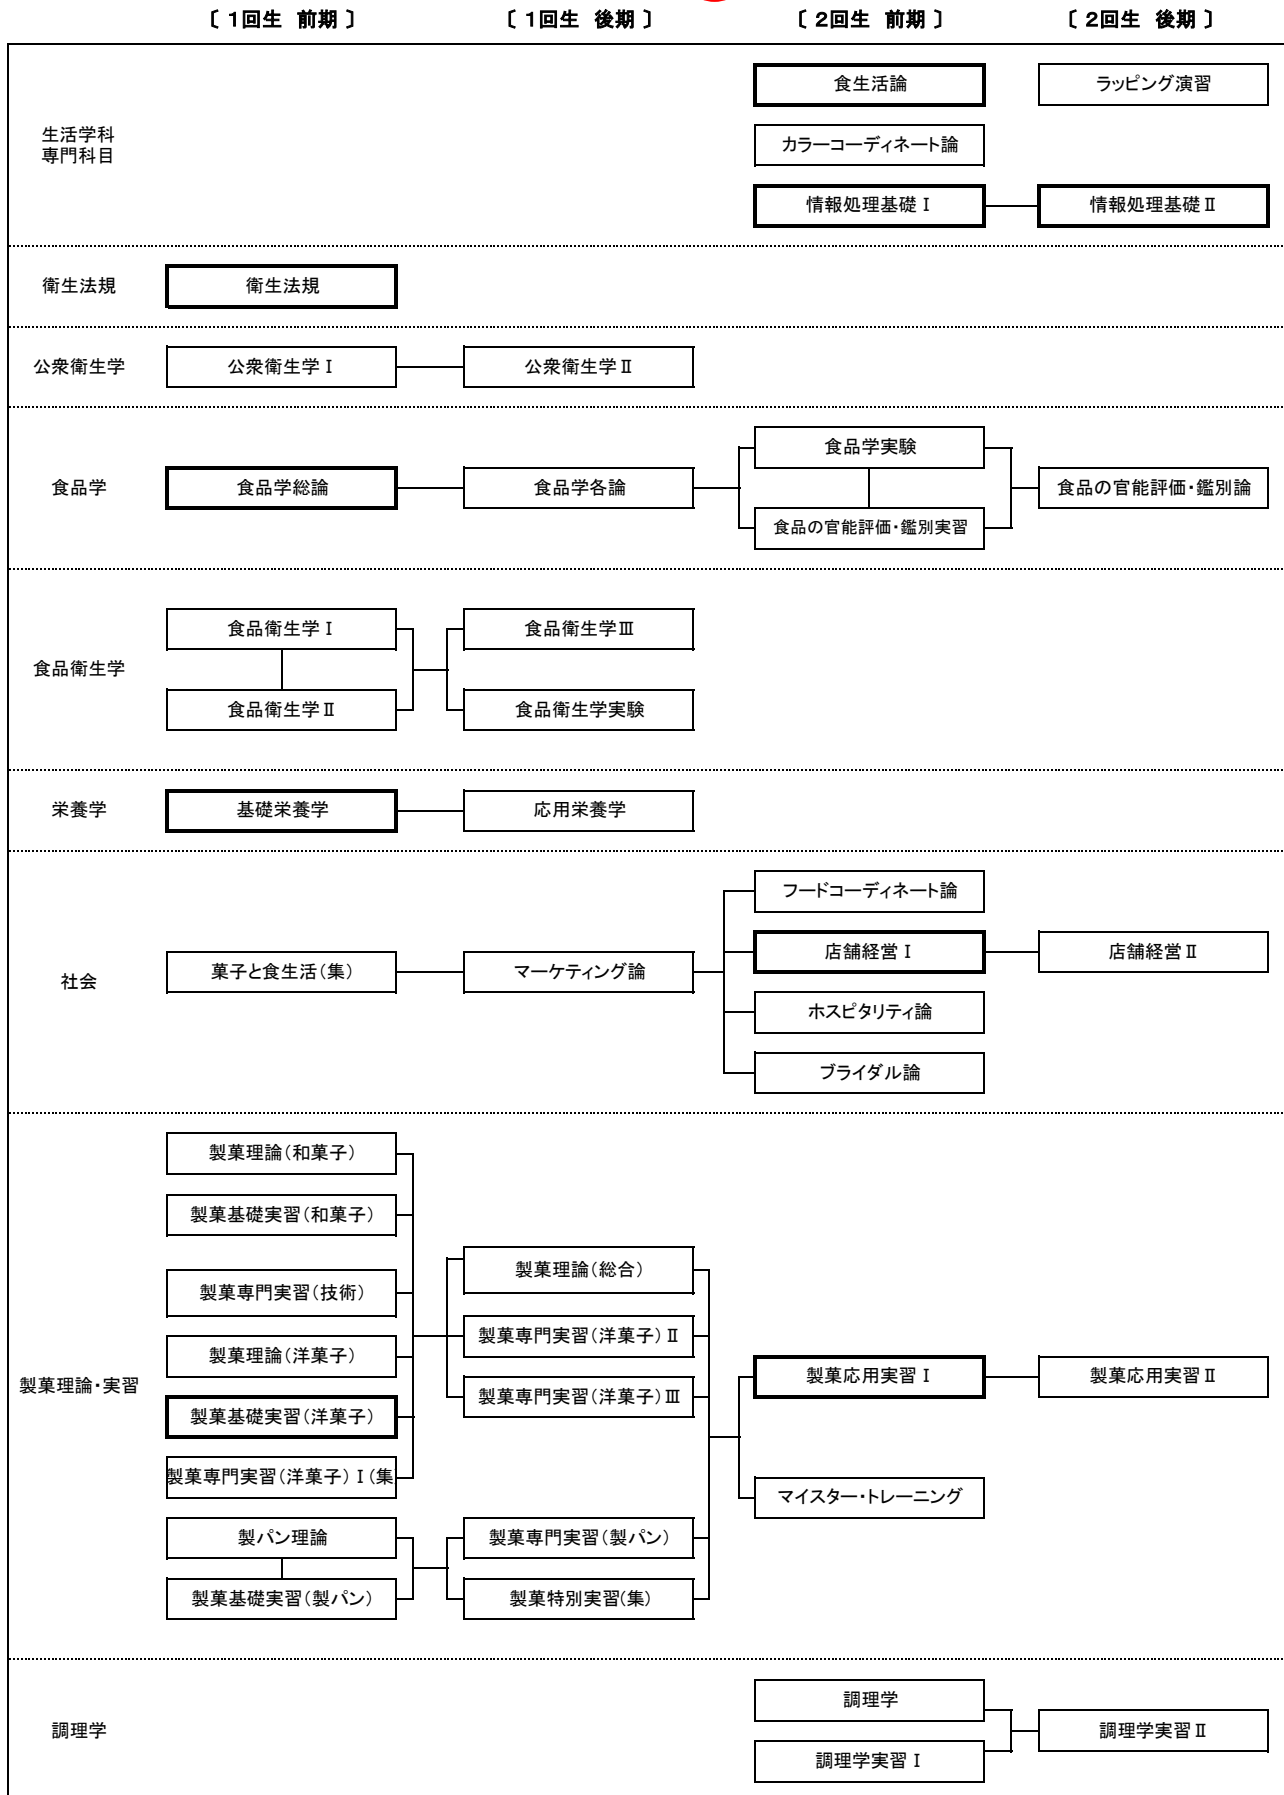 〔 1回生 前期 〕 〔 1回生 後期 〕 〔 2回生 前期 〕 〔 2回生 後期 〕
食生活論 ラッピング演習
生活学科
専門科目
カラーコーディネート論
情報処理基礎Ⅰ 情報処理基礎Ⅱ
衛生法規 衛生法規
公衆衛生学 公衆衛生学Ⅰ 公衆衛生学Ⅱ
食品学実験
食品学 食品学総論 食品学各論 食品の官能評価・鑑別論
食品の官能評価・鑑別実習
食品衛生学Ⅰ 食品衛生学Ⅲ
食品衛生学
食品衛生学Ⅱ 食品衛生学実験
栄養学 基礎栄養学 応用栄養学
フードコーディネート論
店舗経営Ⅰ 店舗経営Ⅱ
社会 菓子と食生活(集) マーケティング論
ホスピタリティ論
ブライダル論
製菓理論(和菓子)
製菓基礎実習(和菓子)
製菓理論(総合)
製菓専門実習(技術)
製菓専門実習(洋菓子)Ⅱ
製菓理論(洋菓子)
製菓応用実習Ⅰ 製菓応用実習Ⅱ
製菓理論・実習 製菓専門実習(洋菓子)Ⅲ
製菓基礎実習(洋菓子)
製菓専門実習(洋菓子)Ⅰ(集
マイスター・トレーニング
製パン理論 製菓専門実習(製パン)
製菓基礎実習(製パン) 製菓特別実習(集)
調理学
調理学 調理学実習Ⅱ
調理学実習Ⅰ